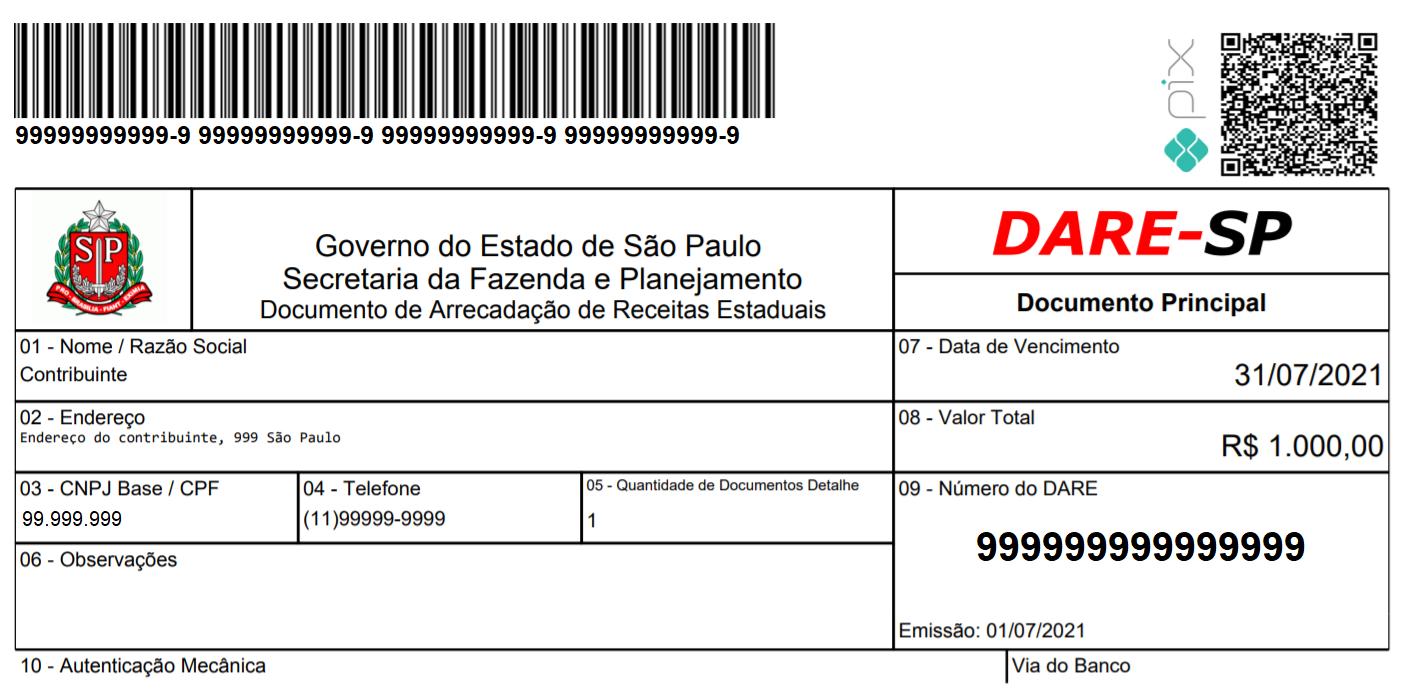 99999999999-9 99999999999-9 99999999999-9 99999999999-9
pix
SP
PRO·BRASILIA·FIANT·EXIMIA
Governo do Estado de São Paulo
Secretaria da Fazenda e Planejamento
Documento de Arrecadação de Receitas Estaduais
DARE-SP
Documento Principal
01 - Nome / Razão Social
Contribuinte
07 - Data de Vencimento
31/07/2021
02 - Endereço
Endereço do contribuinte, 999 São Paulo
08 - Valor Total
R$ 1.000,00
03 - CNPJ Base / CPF
99.999.999
04 - Telefone
(11)99999-9999
05 - Quantidade de Documentos Detalhe
1
09 - Número do DARE
999999999999999
06 - Observações
Emissão: 01/07/2021
10 - Autenticação Mecânica
Via do Banco